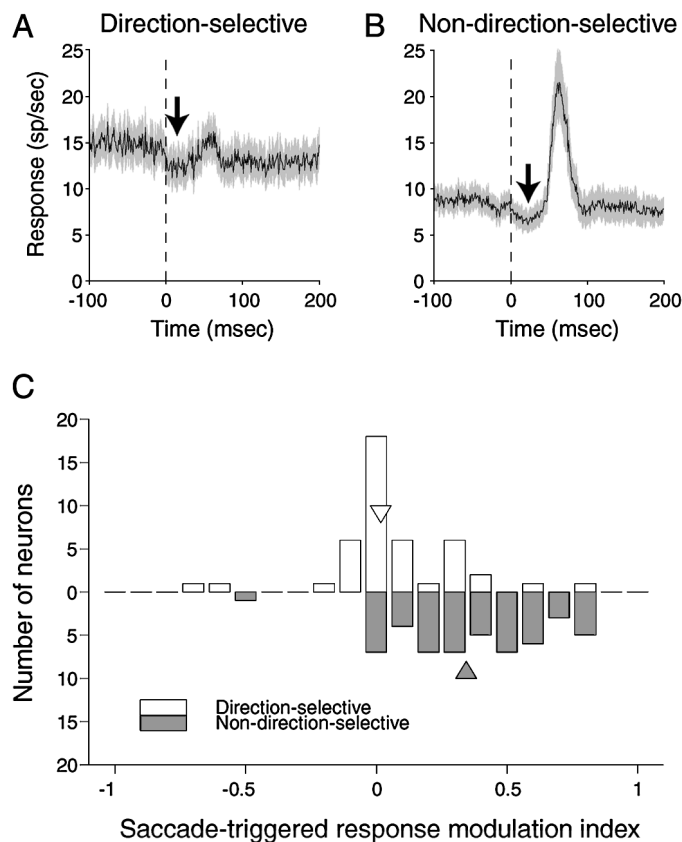 A
Direction-selective
B
Non-direction-selective
25
20
15
10
5
0
-100
0
100
200
Response (sp/sec)
Time (msec)
25
20
15
10
5
0
-100
0
100
200
Time (msec)
C
20
15
10
5
0
5
10
15
20
Number of neurons
Direction-selective
Non-direction-selective
-1
-0.5
0
0.5
1
Saccade-triggered response modulation index